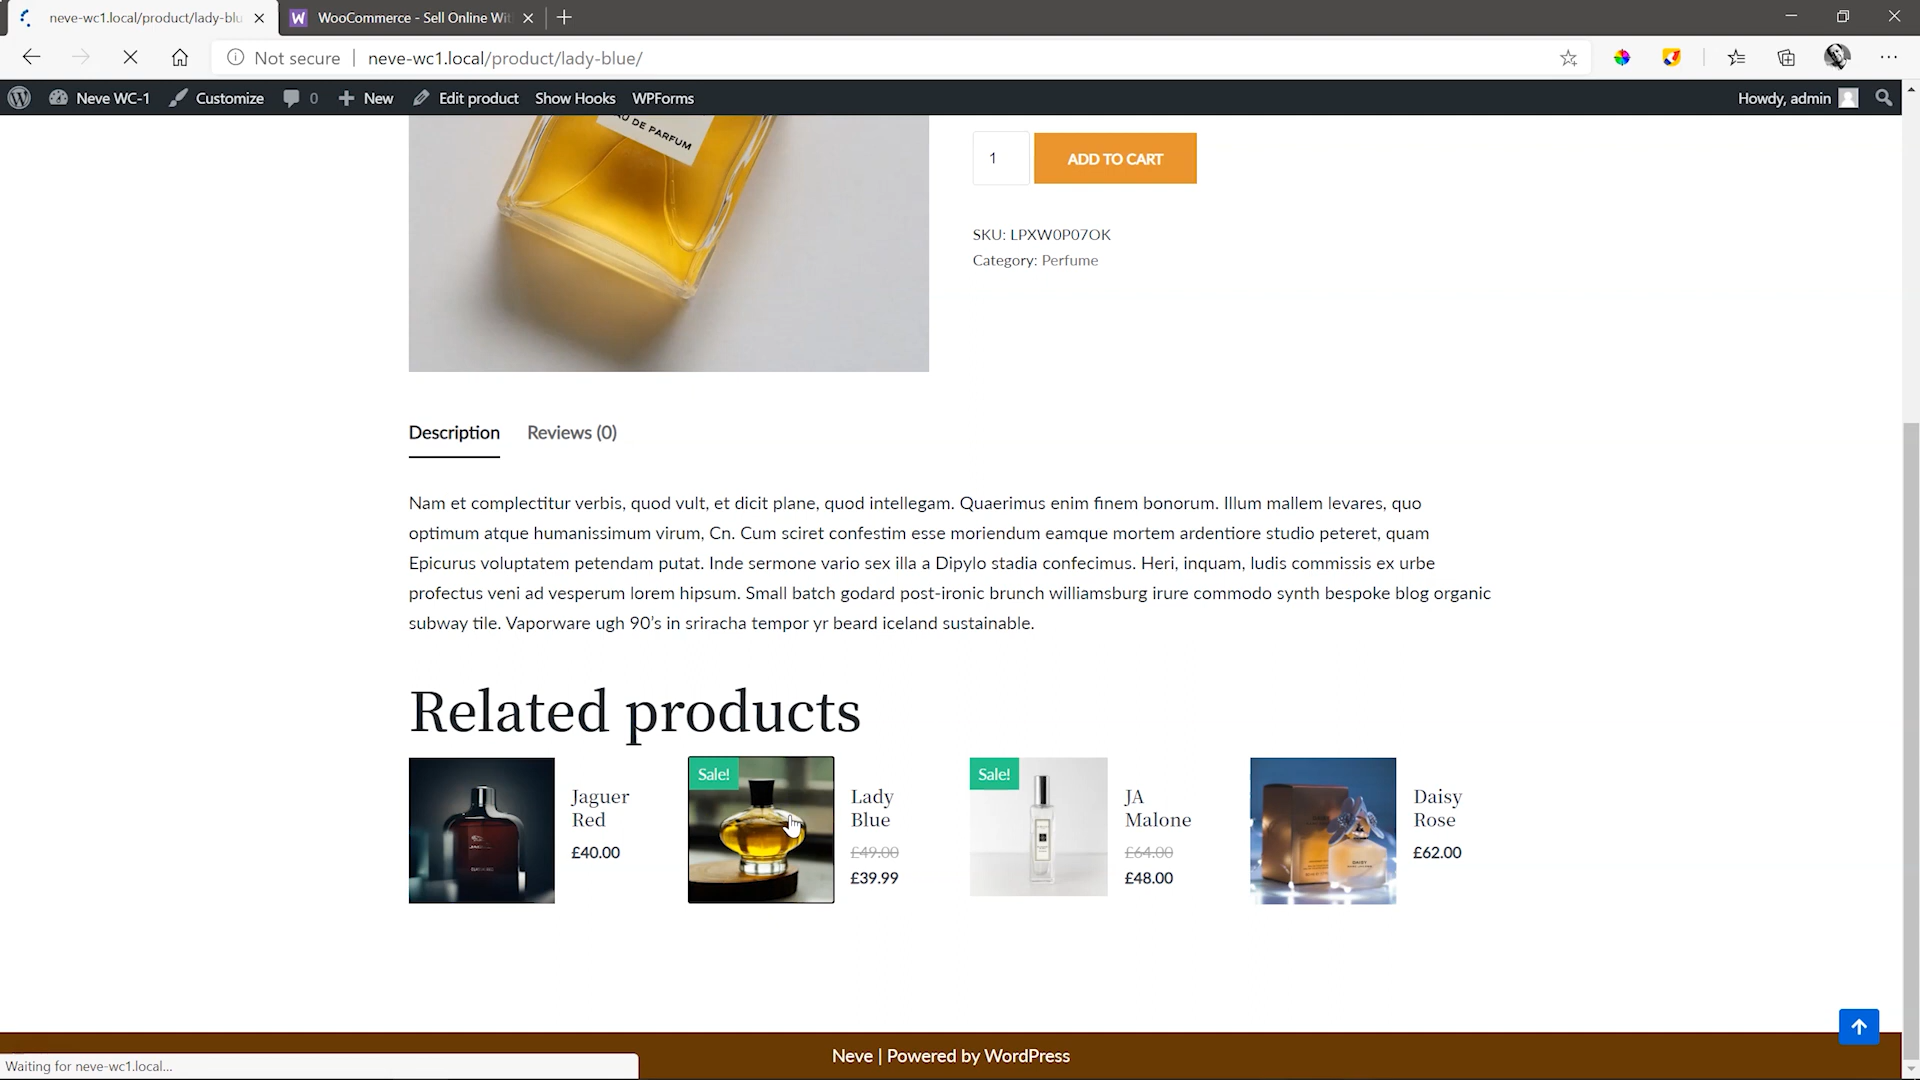 neve-wc1.local/product/lady-blu
WooCommerce - Sell Online Wit
Not secure
neve-wc1.local/product/lady-blue/
Neve WC-1
Customize
0
New
Edit product
Show Hooks
WPForms
Howdy, admin
AU DE PARFUM
1
ADD TO CART
SKU: LPXW0P07OK
Category: Perfume
Description
Reviews (0)
Nam et complectitur verbis, quod vult, et dicit plane, quod intellegam. Quaerimus enim finem bonorum. Illum mallem levares, quo
optimum atque humanissimum virum, Cn. Cum sciret confestim esse moriendum eamque mortem ardentiore studio peteret, quam
Epicurus voluptatem petendam putat. Inde sermone vario sex illa a Dipylo stadia confecimus. Heri, inquam, ludis commissis ex urbe
profectus veni ad vesperum lorem hipsum. Small batch godard post-ironic brunch williamsburg irure commodo synth bespoke blog organic
subway tile. Vaporware ugh 90's in sriracha tempor yr beard iceland sustainable.
Related products
Jaguer
Red
£40.00
Sale!
Lady
Blue
£49.00
£39.99
Sale!
JA
Malone
£64.00
£48.00
Daisy
Rose
£62.00
Neve | Powered by WordPress
Waiting for neve-wc1.local...